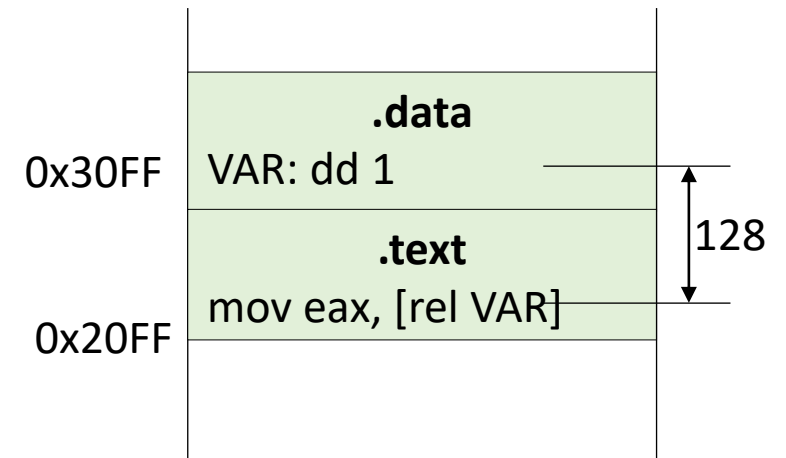 .data
0x30FF
VAR: dd 1
128
.text
mov eax, [rel VAR]
0x20FF